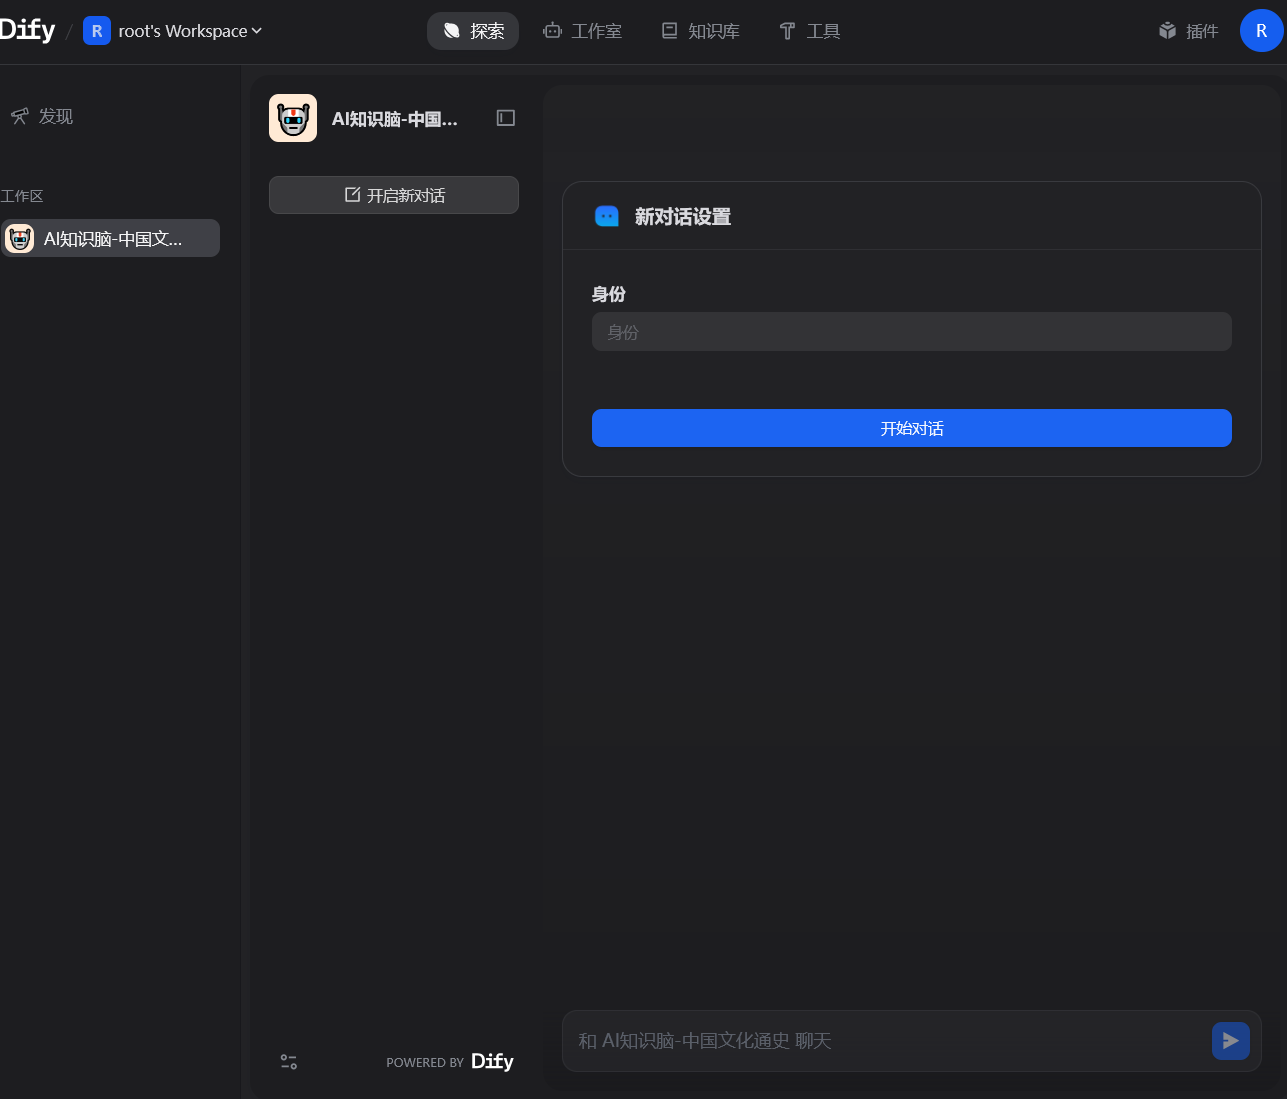 Dify / R root's Workspace
探索
工作室
知识库
工具
插件
R
发现
工作区
AI知识脑-中国文...
AI知识脑-中国...
开启新对话
新对话设置
身份
身份
开始对话
和 AI知识脑-中国文化通史 聊天
POWERED BY Dify